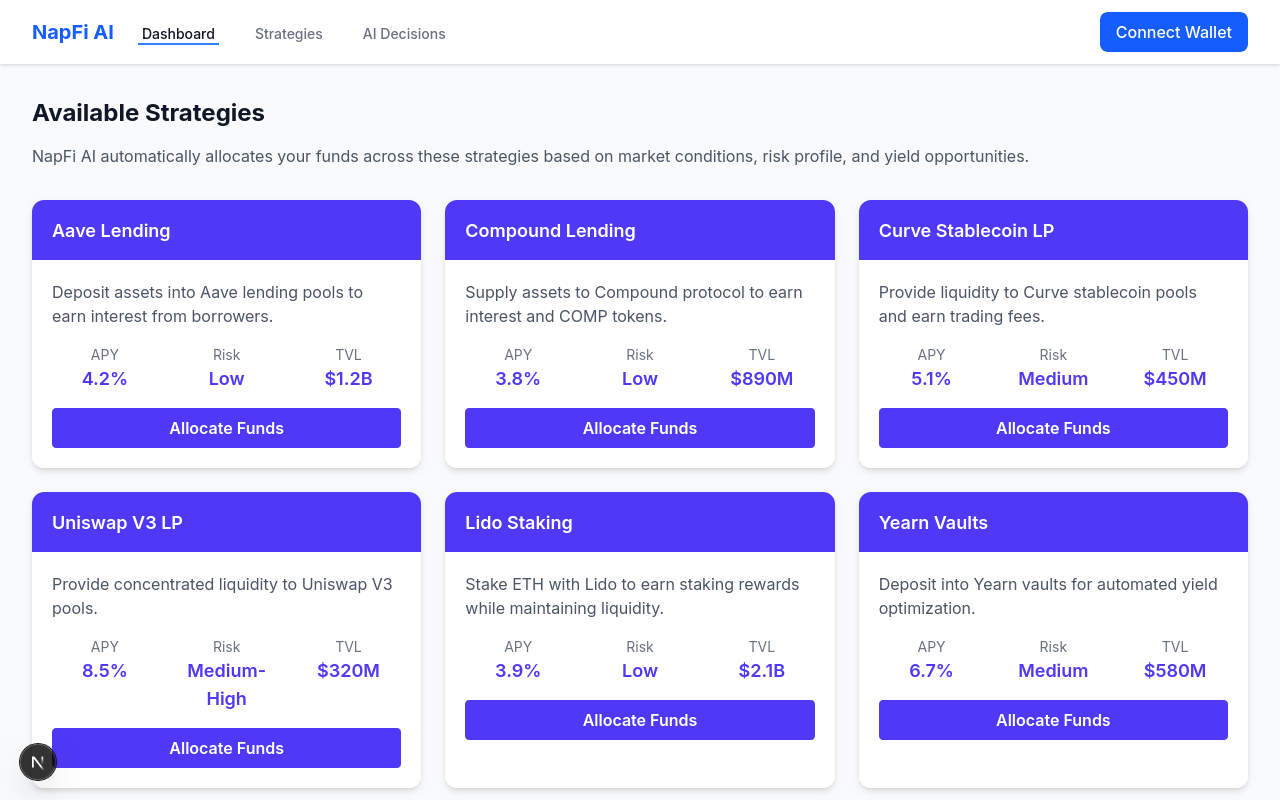 NapFi AI
Dashboard
Strategies
AI Decisions
Connect Wallet
Available Strategies
NapFi AI automatically allocates your funds across these strategies based on market conditions, risk profile, and yield opportunities.
Aave Lending
Deposit assets into Aave lending pools to
earn interest from borrowers.
APY Risk TVL
4.2% Low $1.2B
Allocate Funds
Compound Lending
Supply assets to Compound protocol to earn
interest and COMP tokens.
APY Risk TVL
3.8% Low $890M
Allocate Funds
Curve Stablecoin LP
Provide liquidity to Curve stablecoin pools
and earn trading fees.
APY Risk TVL
5.1% Medium $450M
Allocate Funds
Uniswap V3 LP
Provide concentrated liquidity to Uniswap V3
pools.
APY Risk TVL
8.5% Medium- $320M
High
Allocate Funds
Lido Staking
Stake ETH with Lido to earn staking rewards
while maintaining liquidity.
APY Risk TVL
3.9% Low $2.1B
Allocate Funds
Yearn Vaults
Deposit into Yearn vaults for automated yield
optimization.
APY Risk TVL
6.7% Medium $580M
Allocate Funds
N